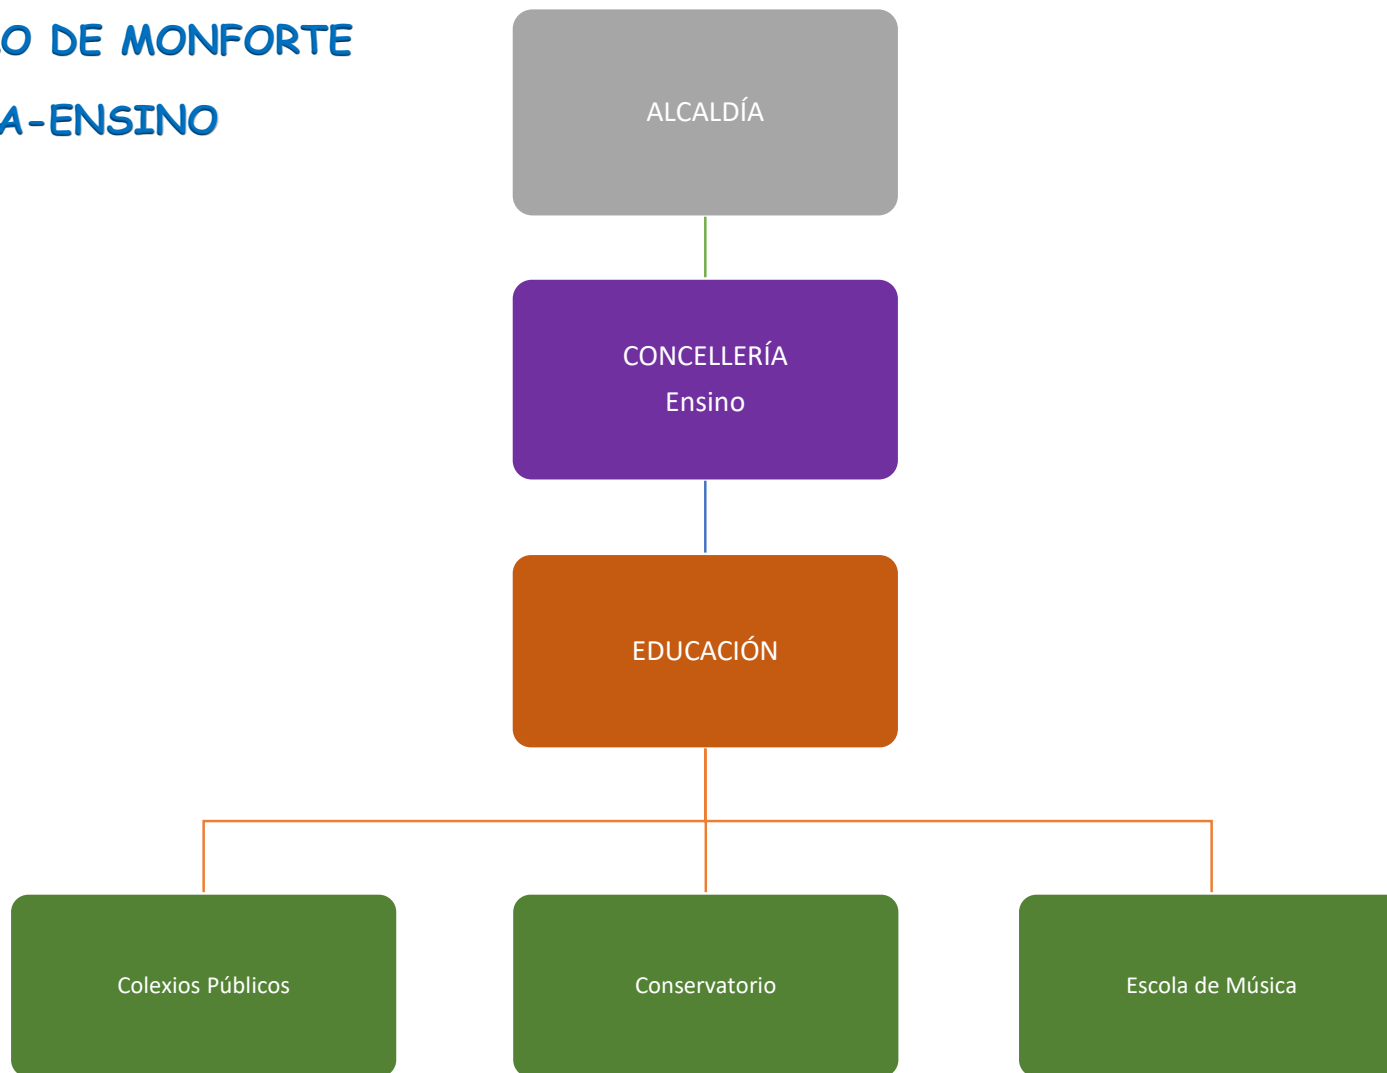 DE MONFORTE
A-ENSINO
ALCALDÍA
CONCELLERÍA
Ensino
EDUCACIÓN
Colexios Públicos
Conservatorio
Escola de Música